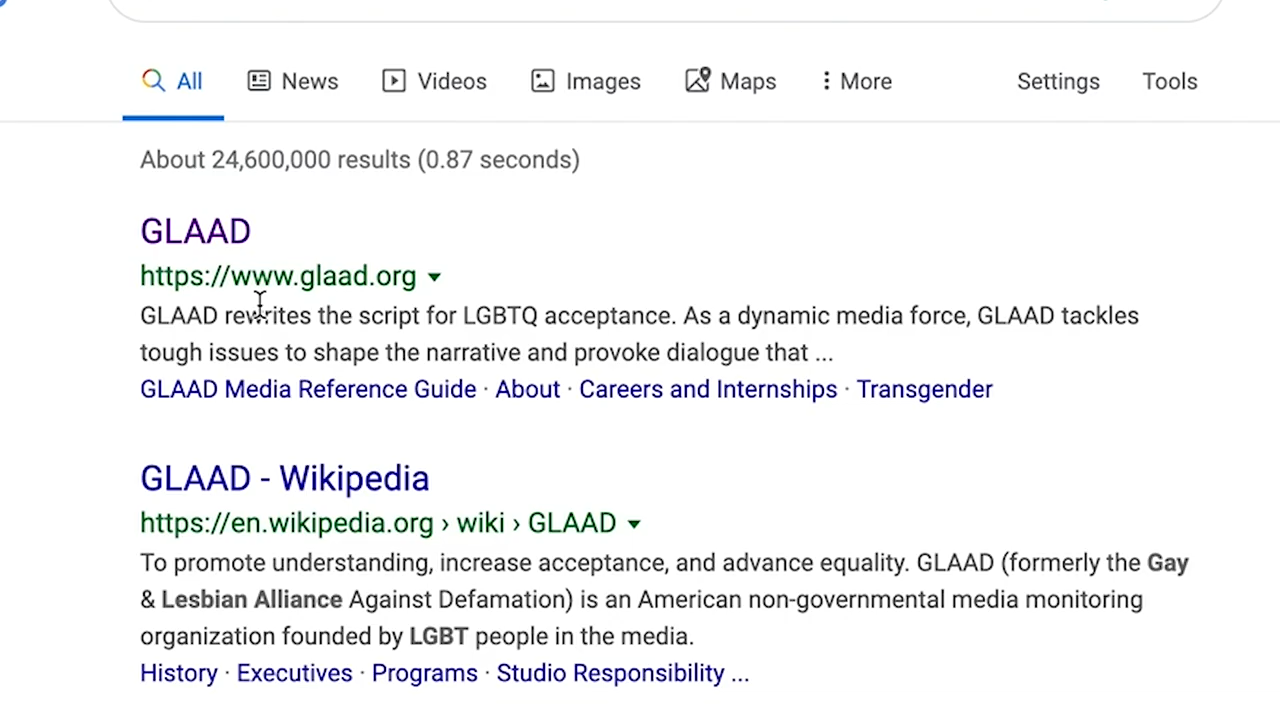 All News Videos Images Maps More Settings Tools
About 24,600,000 results (0.87 seconds)
GLAAD
https://www.glaad.org
GLAAD rewrites the script for LGBTQ acceptance. As a dynamic media force, GLAAD tackles
tough issues to shape the narrative and provoke dialogue that ...
GLAAD Media Reference Guide · About · Careers and Internships · Transgender
GLAAD - Wikipedia
https://en.wikipedia.org › wiki › GLAAD
To promote understanding, increase acceptance, and advance equality. GLAAD (formerly the Gay
& Lesbian Alliance Against Defamation) is an American non-governmental media monitoring
organization founded by LGBT people in the media.
History · Executives · Programs · Studio Responsibility ...